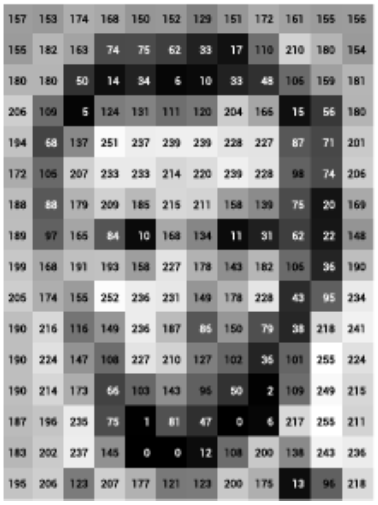 157 153 174 168 150 152 129 151 172 161 155 156
155 182 163 74 75 62 33 17 110 210 180 154
180 180 50 14 34 6 10 33 48 106 159 181
206 109 5 124 131 111 120 204 166 15 56 180
194 68 137 251 237 239 239 228 227 87 71 201
172 106 207 233 233 214 220 239 228 98 74 206
188 88 179 209 185 215 211 158 139 75 20 169
189 97 165 84 10 168 134 11 31 62 22 148
199 168 191 193 158 227 178 143 182 106 36 190
205 174 155 252 236 231 149 178 228 43 95 234
190 216 116 149 236 187 86 150 79 38 218 241
190 224 147 108 227 210 127 102 36 101 255 224
190 214 173 66 103 143 96 50 2 109 249 215
187 196 235 75 1 81 47 0 6 217 255 211
183 202 237 145 0 0 12 108 200 138 243 236
195 206 123 207 177 121 123 200 175 13 96 218